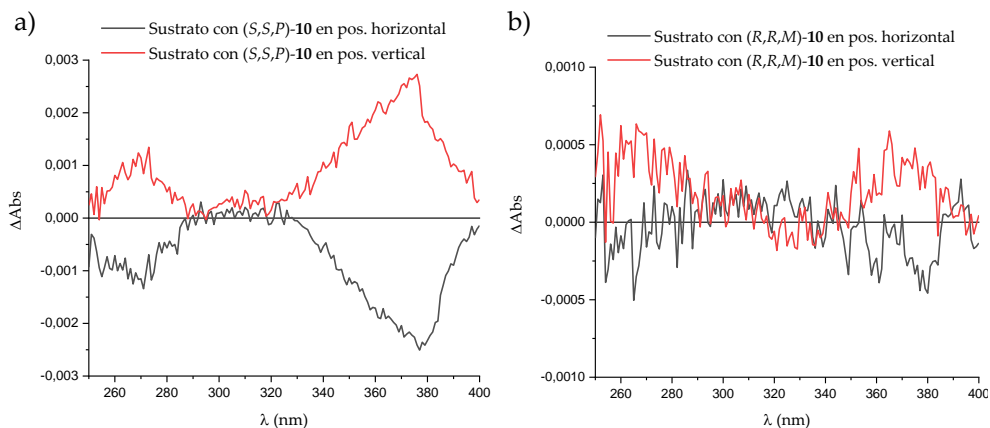 a)
Sustrato con (S,S,P)-10 en pos. horizontal
Sustrato con (S,S,P)-10 en pos. vertical
0,003
0,002
0,001
0,000
-0,001
-0,002
-0,003
ΔAbs
260 280 300 320 340 360 380 400
λ (nm)
b)
Sustrato con (R,R,M)-10 en pos. horizontal
Sustrato con (R,R,M)-10 en pos. vertical
0,0010
0,0005
0,0000
-0,0005
-0,0010
ΔAbs
260 280 300 320 340 360 380 400
λ (nm)